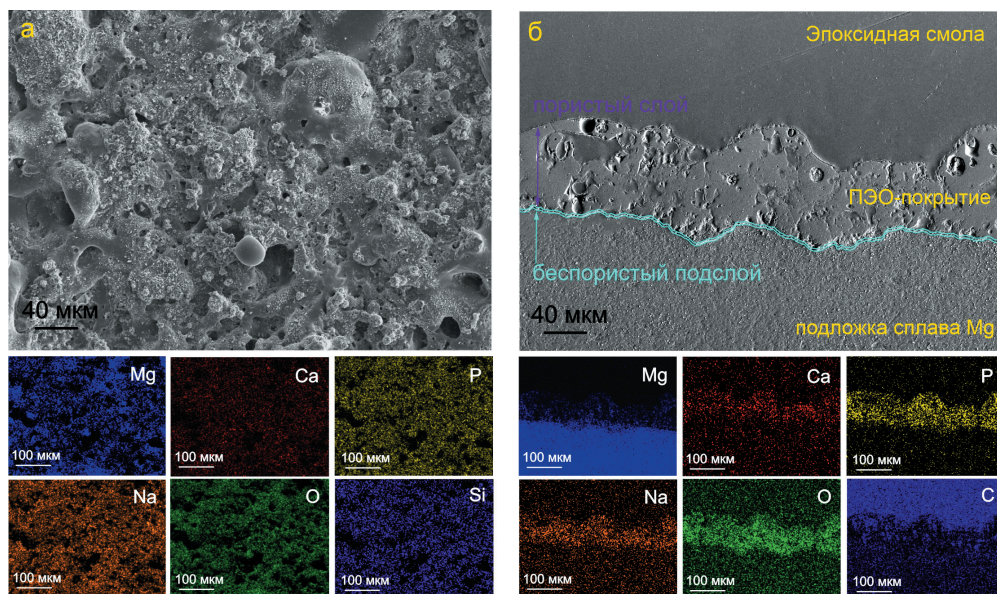 а
40 мкм
б
Эпоксидная смола
пористый слой
ПЭО-покрытие
беспористый подслой
40 мкм
подложка сплава Mg
Mg
100 мкм
Ca
100 мкм
P
100 мкм
Na
100 мкм
O
100 мкм
Si
100 мкм
Mg
100 мкм
Ca
100 мкм
P
100 мкм
Na
100 мкм
O
100 мкм
C
100 мкм